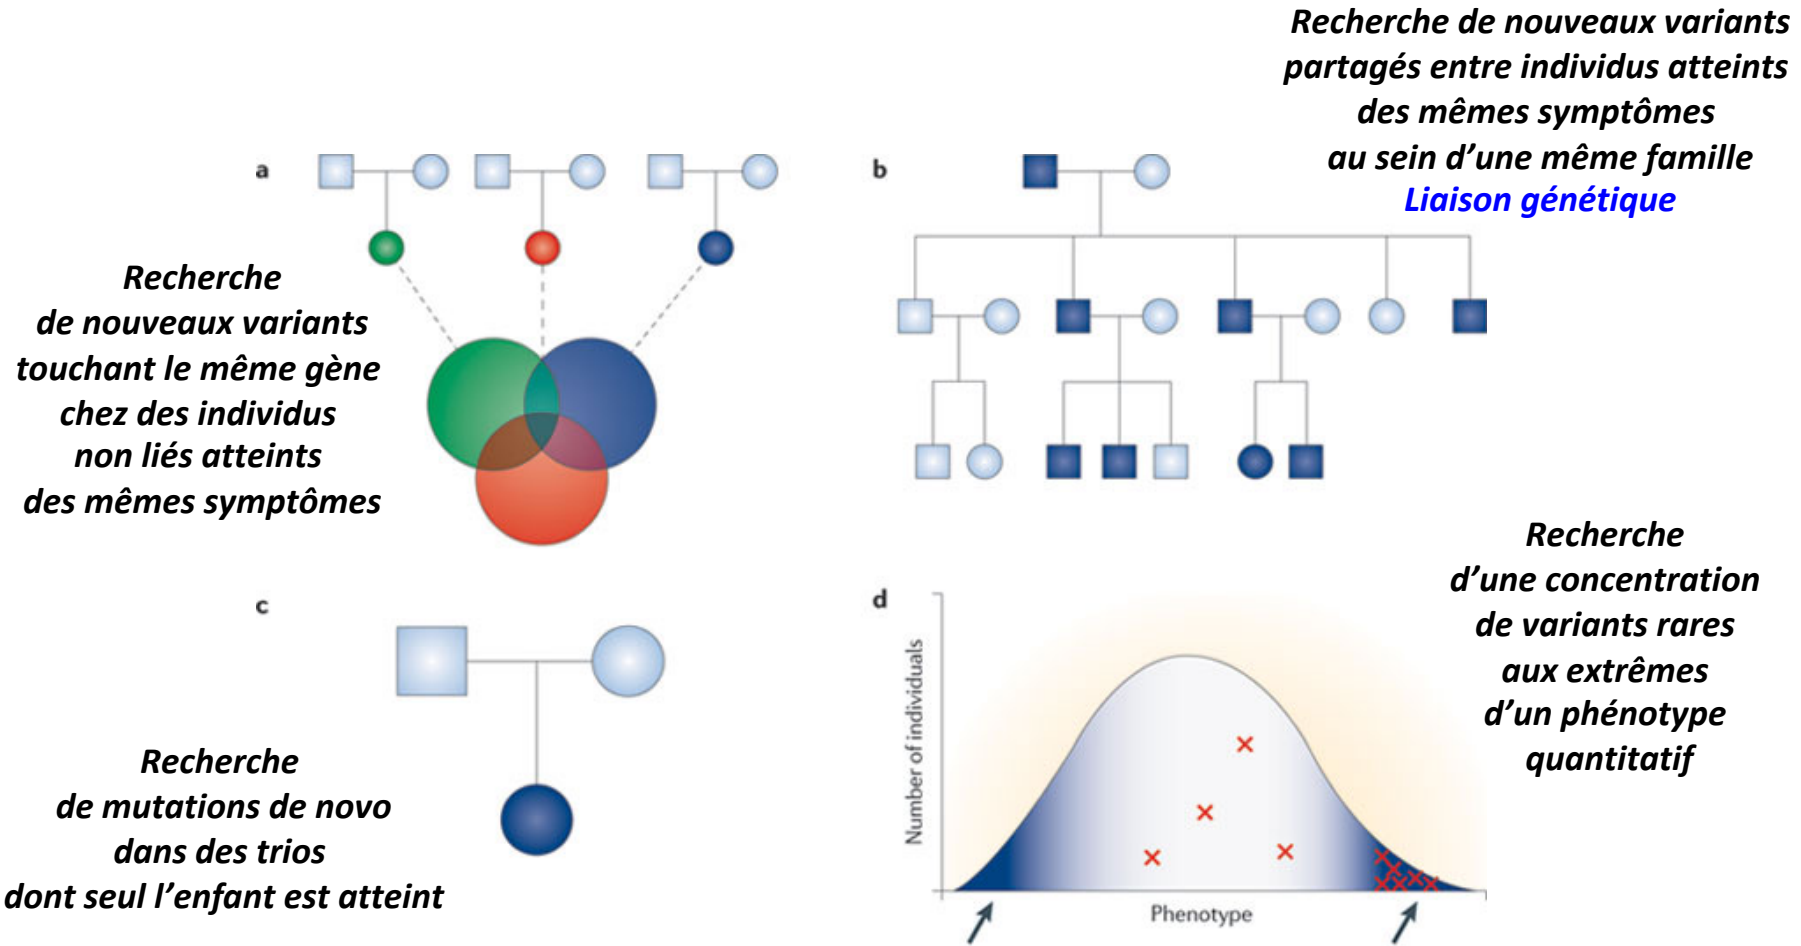 Recherche de nouveaux variants
partagés entre individus atteints
des mêmes symptômes
au sein d’une même famille
Liaison génétique
a
b
Recherche
de nouveaux variants
touchant le même gène
chez des individus
non liés atteints
des mêmes symptômes
c
d
Recherche
d’une concentration
de variants rares
aux extrêmes
d’un phénotype
quantitatif
Number of individuals
Phenotype
Recherche
de mutations de novo
dans des trios
dont seul l’enfant est atteint